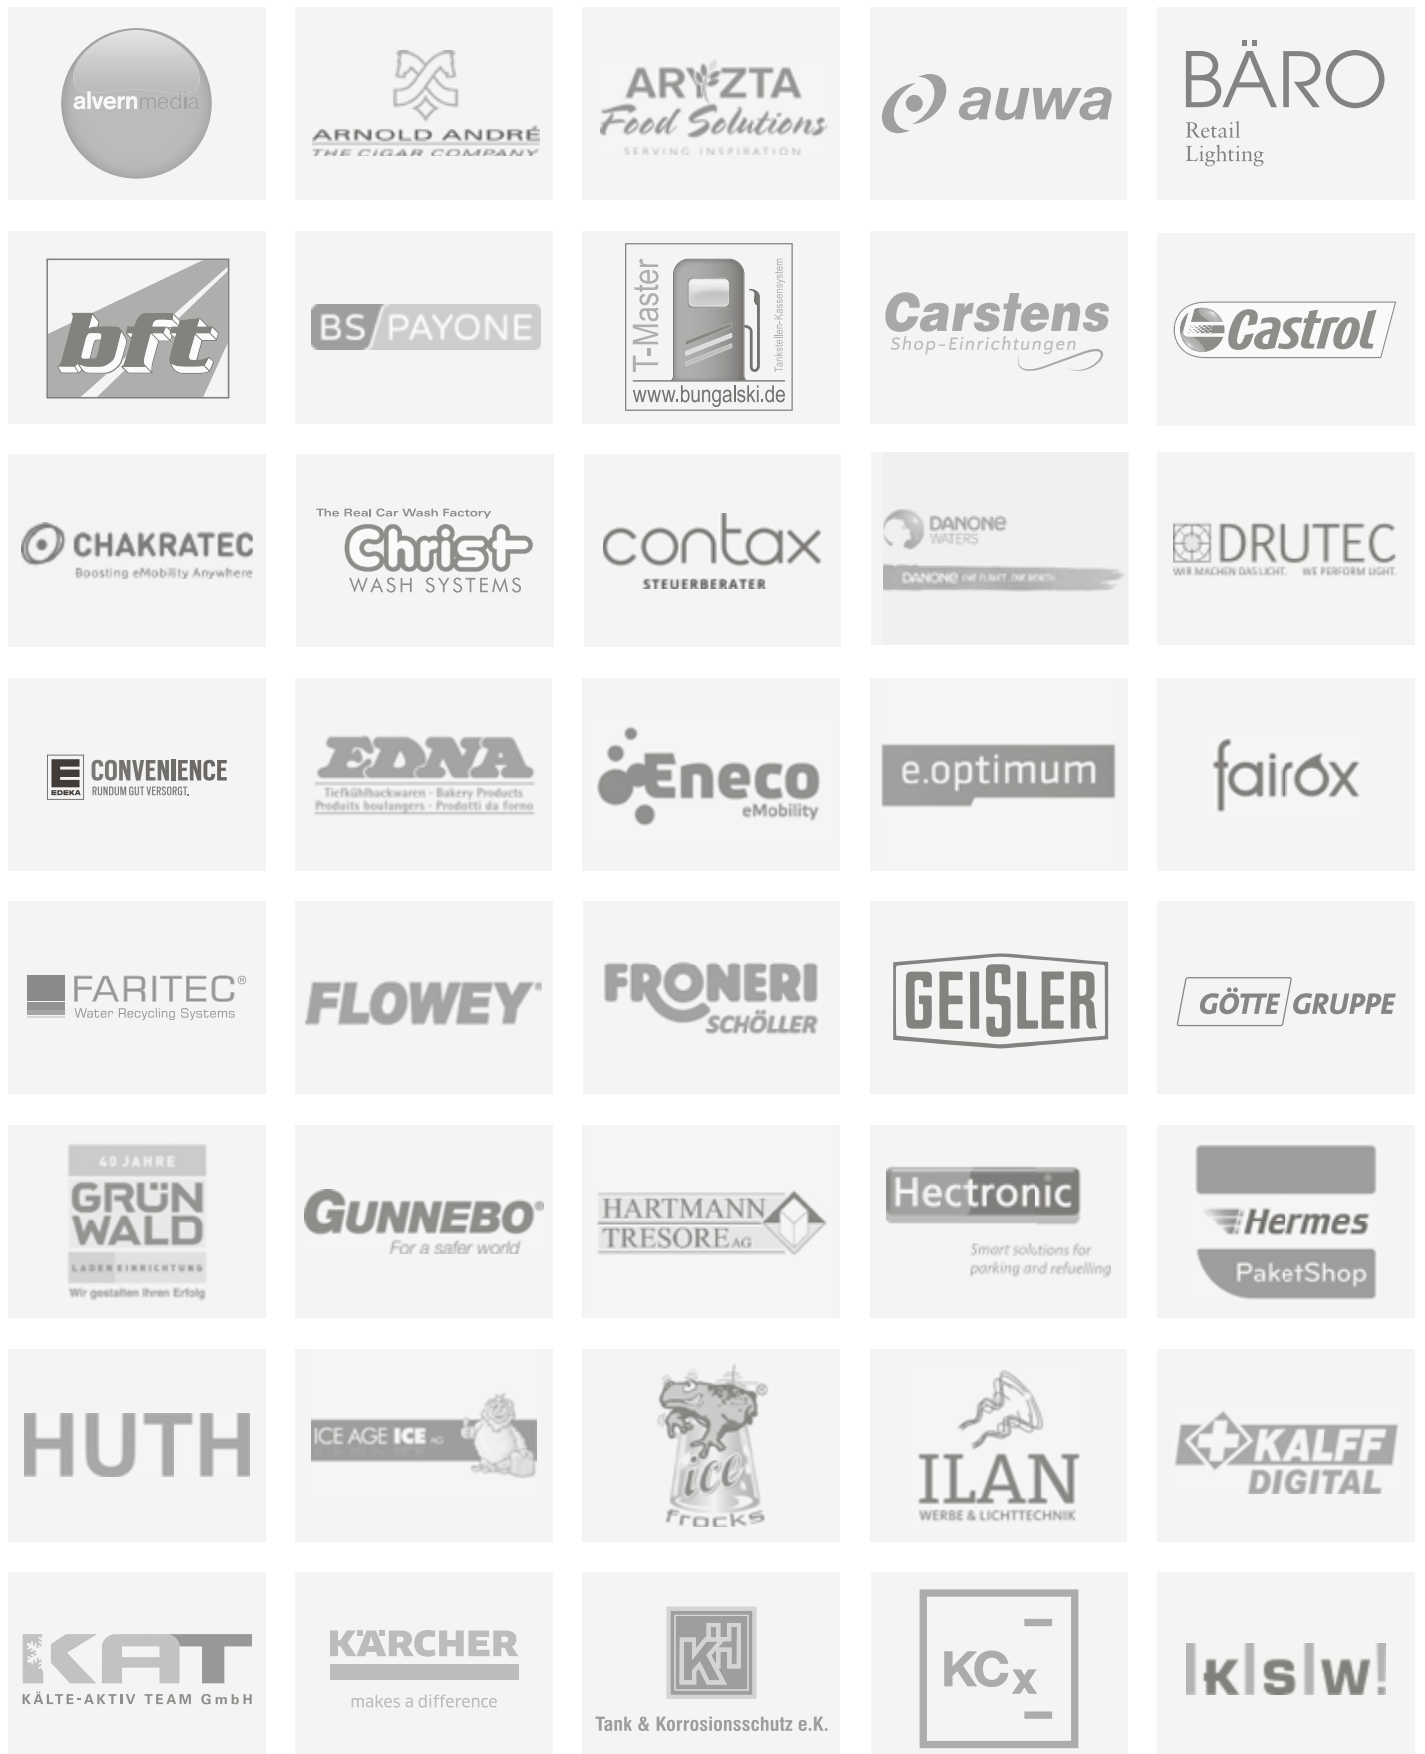 alvernmedia
ARNOLD ANDRÉ
THE CIGAR COMPANY
ARYZTA
Food Solutions
SERVING INSPIRATION
auwa
BÄRO
Retail
Lighting
bft
BS PAYONE
T-Master
Tankstellen-Kassensystem
www.bungalski.de
Carstens
Shop-Einrichtungen
Castrol
CHAKRATEC
Boosting eMobility Anywhere
The Real Car Wash Factory
Christ
WASH SYSTEMS
contax
STEUERBERATER
DANONE
WATERS
DANONE ONE PLANET. ONE HEALTH
DRUTEC
WIR MACHEN DAS LICHT. WE PERFORM LIGHT.
E
EDEKA
CONVENIENCE
RUNDUM GUT VERSORGT.
EDNA
Tiefkühlbackwaren · Bakery Products
Produits boulangers · Prodotti da forno
Eneco
eMobility
e.optimum
fairox
FARITEC®
Water Recycling Systems
FLOWEY®
FRONERI
SCHÖLLER
GEISLER
GÖTTE GRUPPE
40 JAHRE
GRÜN
WALD
LADENEINRICHTUNG
Wir gestalten Ihren Erfolg
GUNNEBO®
For a safer world
HARTMANN
TRESORE AG
Hectronic
Smart solutions for
parking and refuelling
Hermes
PaketShop
HUTH
ICE AGE ICE AG
®
ice
frocks
ILAN
WERBE & LICHTTECHNIK
KALFF
DIGITAL
KAT
KÄLTE-AKTIV TEAM GmbH
KÄRCHER
makes a difference
KH
Tank & Korrosionsschutz e.K.
KCx
|K|S|W!